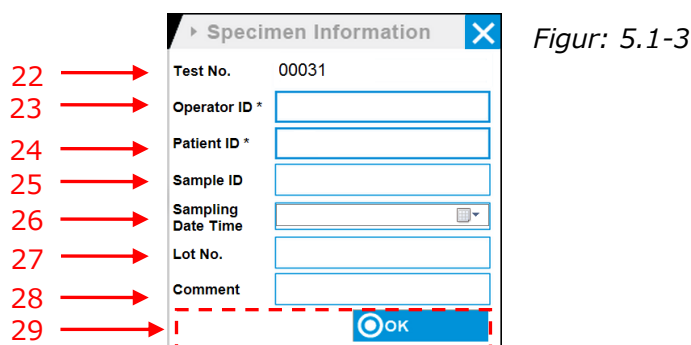 Specimen Information
Figur: 5.1-3
22 Test No. 00031
23 Operator ID *
24 Patient ID *
25 Sample ID
26 Sampling
Date Time
27 Lot No.
28 Comment
29 OK